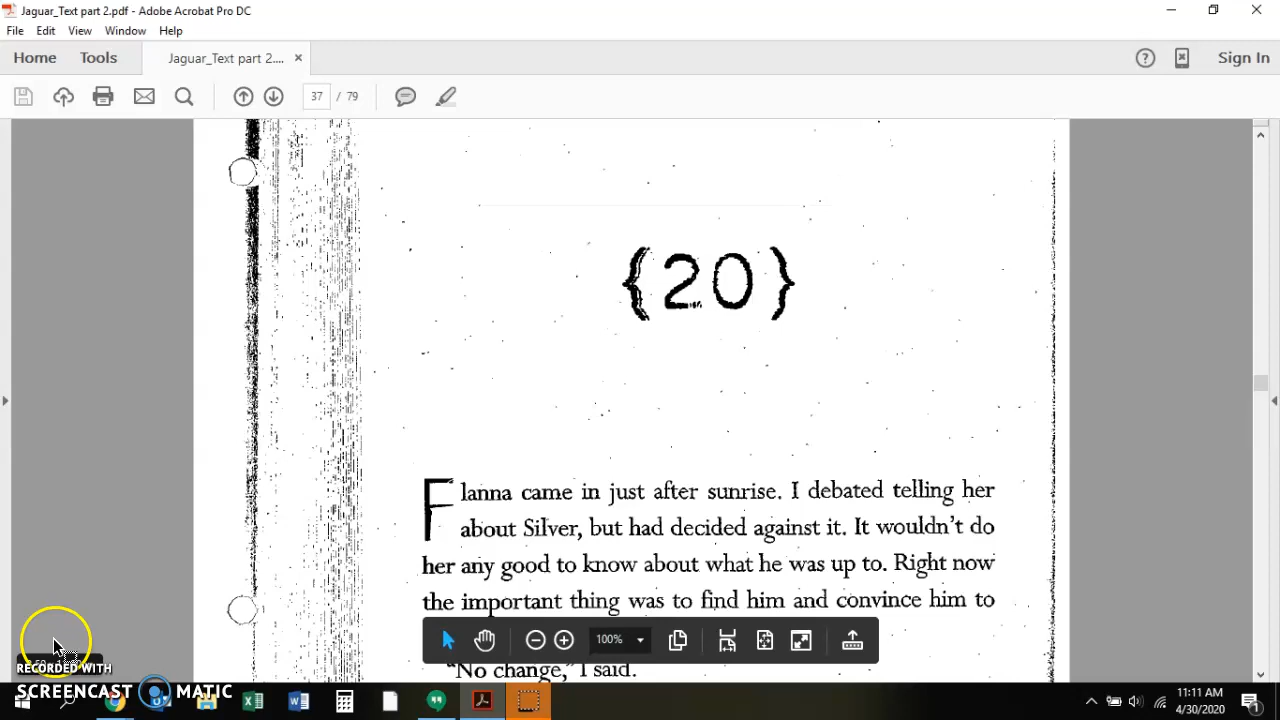 Jaguar_Text part 2.pdf - Adobe Acrobat Pro DC
File Edit View Window Help
Home Tools Jaguar_Text part 2.... × Sign In
37 / 79
{20}
Flanna came in just after sunrise. I debated telling her
about Silver, but had decided against it. It wouldn't do
her any good to know about what he was up to. Right now
the important thing was to find him and convince him to
100%
"No change," I said.
RECORDED WITH
SCREENCAST MATIC
11:11 AM
4/30/2020
1